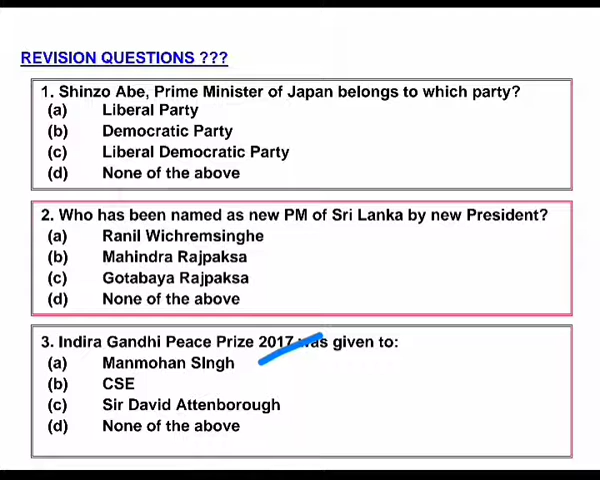 REVISION QUESTIONS ???
1. Shinzo Abe, Prime Minister of Japan belongs to which party?
(a) Liberal Party
(b) Democratic Party
(c) Liberal Democratic Party
(d) None of the above
2. Who has been named as new PM of Sri Lanka by new President?
(a) Ranil Wichremsinghe
(b) Mahindra Rajpaksa
(c) Gotabaya Rajpaksa
(d) None of the above
3. Indira Gandhi Peace Prize 2017 was given to:
(a) Manmohan SIngh
(b) CSE
(c) Sir David Attenborough
(d) None of the above